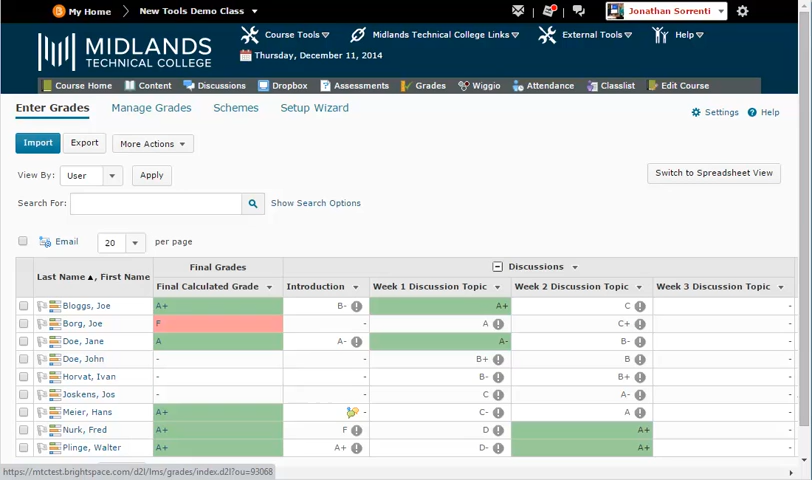 My Home New Tools Demo Class Jonathan Sorrenti
MIDLANDS
TECHNICAL COLLEGE
Course Tools Midlands Technical College Links External Tools Help
Thursday, December 11, 2014
Course Home Content Discussions Dropbox Assessments Grades Wiggio Attendance Classlist Edit Course
Enter Grades Manage Grades Schemes Setup Wizard
Settings Help
Import Export More Actions
View By: User Apply
Switch to Spreadsheet View
Search For: Show Search Options
Email 20 per page
Final Grades Discussions
Last Name, First Name
Final Calculated Grade Introduction Week 1 Discussion Topic Week 2 Discussion Topic Week 3 Discussion Topic
Bloggs, Joe A+ B- A+ C -
Borg, Joe F - A C+ -
Doe, Jane A A- A- B- -
Doe, John - - B+ B -
Horvat, Ivan - - B- B+ -
Joskens, Jos - - C A- -
Meier, Hans A+ - C- A -
Nurk, Fred A+ F D A+ -
Plinge, Walter A+ A+ D- A+ -
https://mtctest.brightspace.com/d2l/lms/grades/index.d2l?ou=93068